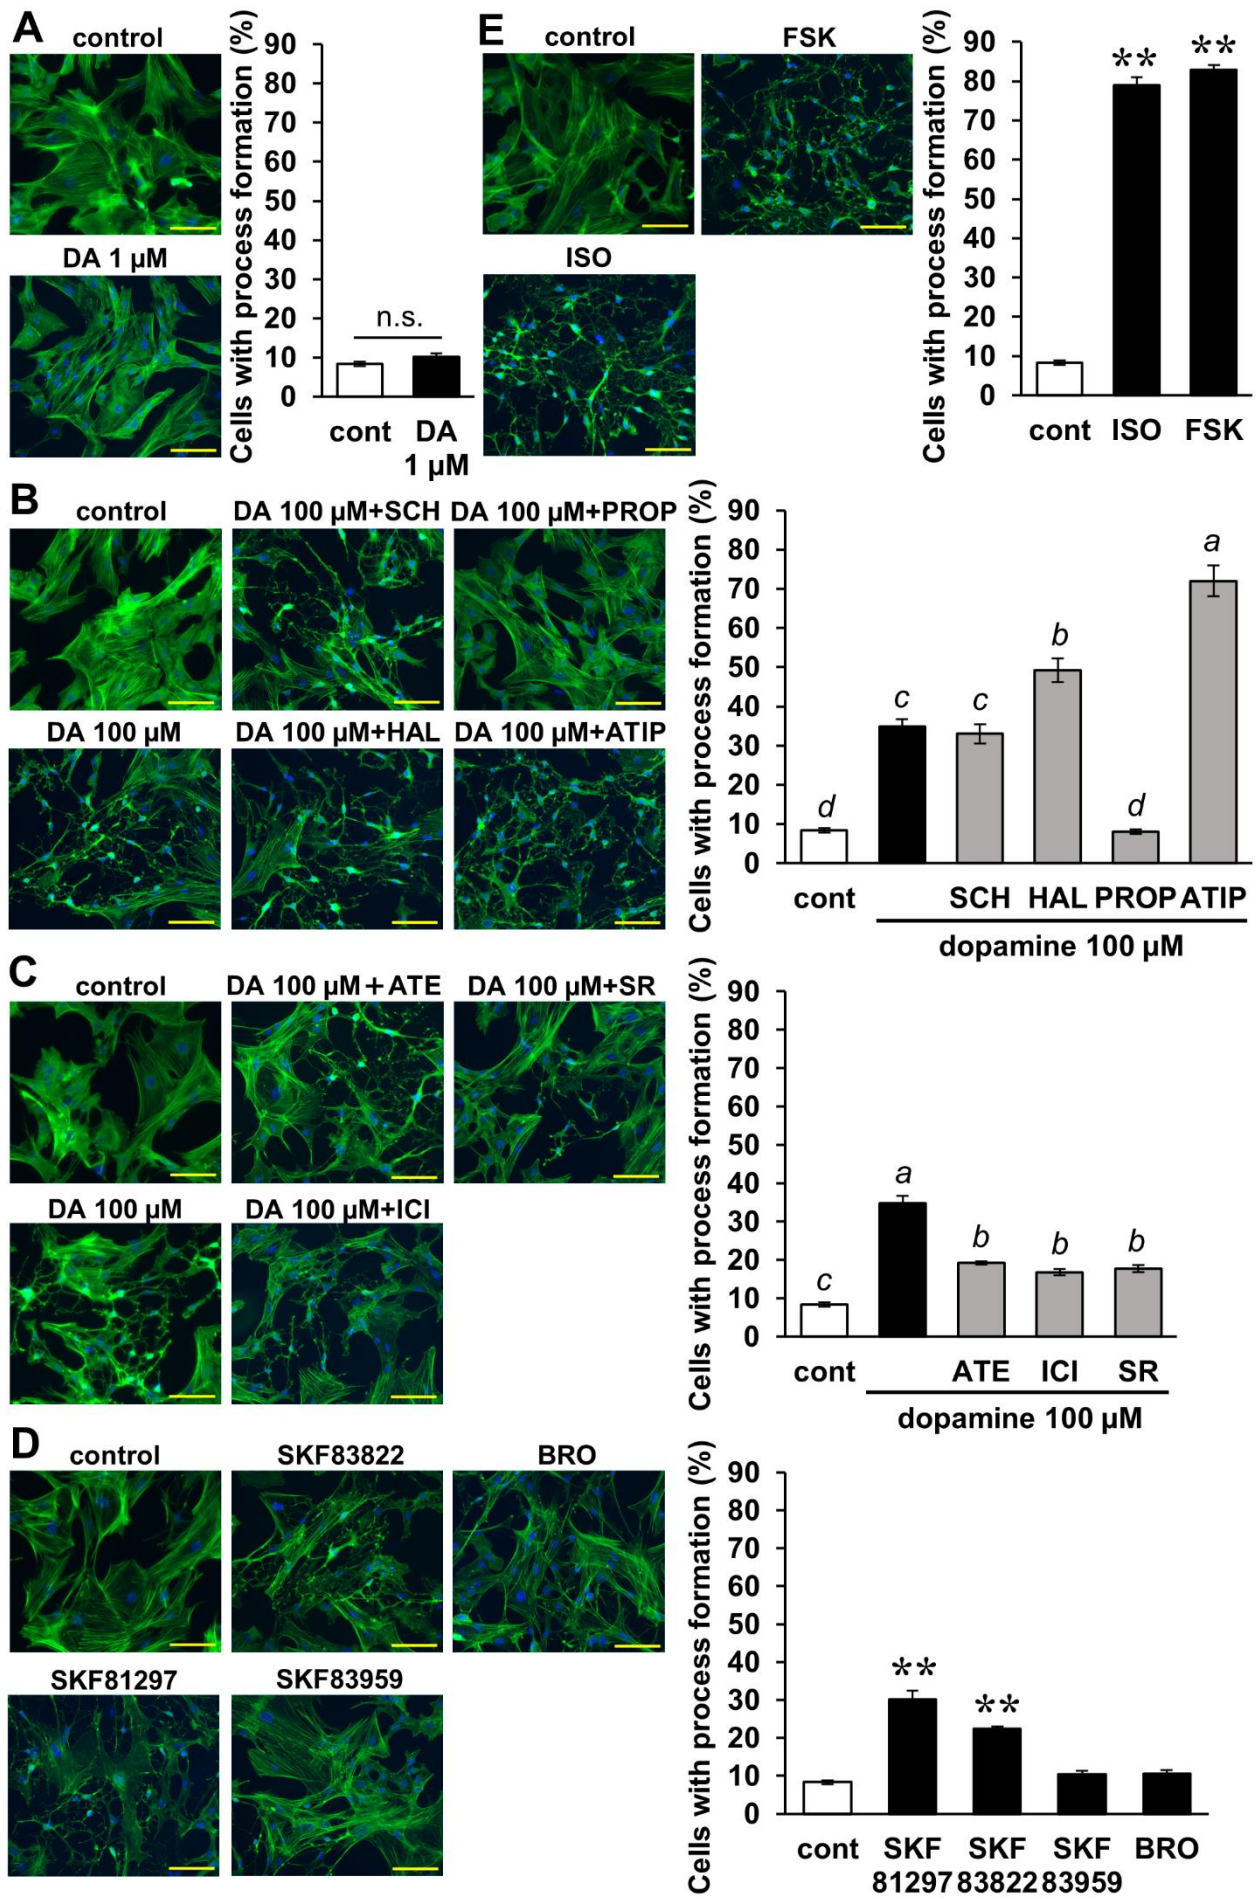 A
control
DA 1 µM
Cells with process formation (%)
90
80
70
60
50
40
30
20
10
0
n.s.
cont DA
1 µM
E
control FSK
ISO
Cells with process formation (%)
90
80
70
60
50
40
30
20
10
0
** **
cont ISO FSK
B
control DA 100 µM+SCH DA 100 µM+PROP
DA 100 µM DA 100 µM+HAL DA 100 µM+ATIP
Cells with process formation (%)
90
80
70
60
50
40
30
20
10
0
d c c b d a
cont SCH HAL PROP ATIP
dopamine 100 µM
C
control DA 100 µM+ATE DA 100 µM+SR
DA 100 µM DA 100 µM+ICI
Cells with process formation (%)
90
80
70
60
50
40
30
20
10
0
c a b b b
cont ATE ICI SR
dopamine 100 µM
D
control SKF83822 BRO
SKF81297 SKF83959
Cells with process formation (%)
90
80
70
60
50
40
30
20
10
0
** **
cont SKF SKF SKF BRO
81297 83822 83959